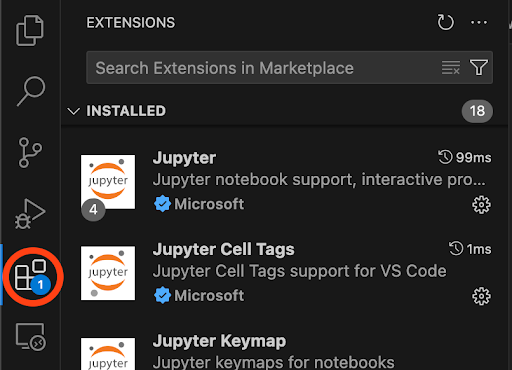 EXTENSIONS
Search Extensions in Marketplace
INSTALLED 18
Jupyter 99ms
jupyter
Jupyter notebook support, interactive pro...
4
Microsoft
Jupyter Cell Tags 1ms
jupyter
Jupyter Cell Tags support for VS Code
1
Microsoft
Jupyter Keymap
jupyter
Jupyter keymaps for notebooks